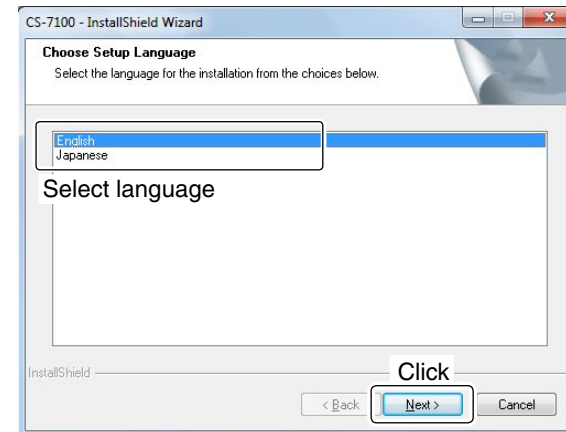 CS-7100 - InstallShield Wizard
Choose Setup Language
Select the language for the installation from the choices below.
English
Japanese
Select language
InstallShield
Click
< Back
Next >
Cancel